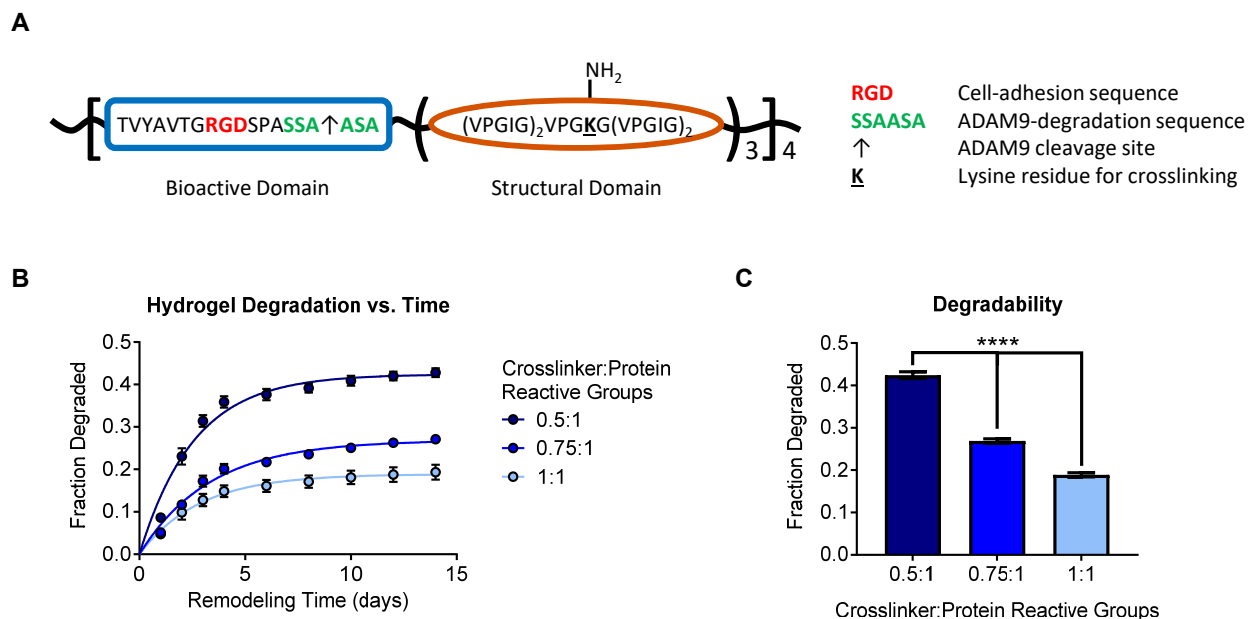 A
NH2
[ TVYAVTGRGDSPASSA↑ASA ( (VPGIG)2VPGKG(VPGIG)2 )3 ]4
Bioactive Domain
Structural Domain
RGD Cell-adhesion sequence
SSAASA ADAM9-degradation sequence
↑ ADAM9 cleavage site
K Lysine residue for crosslinking
B
Hydrogel Degradation vs. Time
Fraction Degraded
0.5
0.4
0.3
0.2
0.1
0.0
0 5 10 15
Remodeling Time (days)
Crosslinker:Protein
Reactive Groups
0.5:1
0.75:1
1:1
C
Degradability
****
Fraction Degraded
0.5
0.4
0.3
0.2
0.1
0.0
0.5:1 0.75:1 1:1
Crosslinker:Protein Reactive Groups